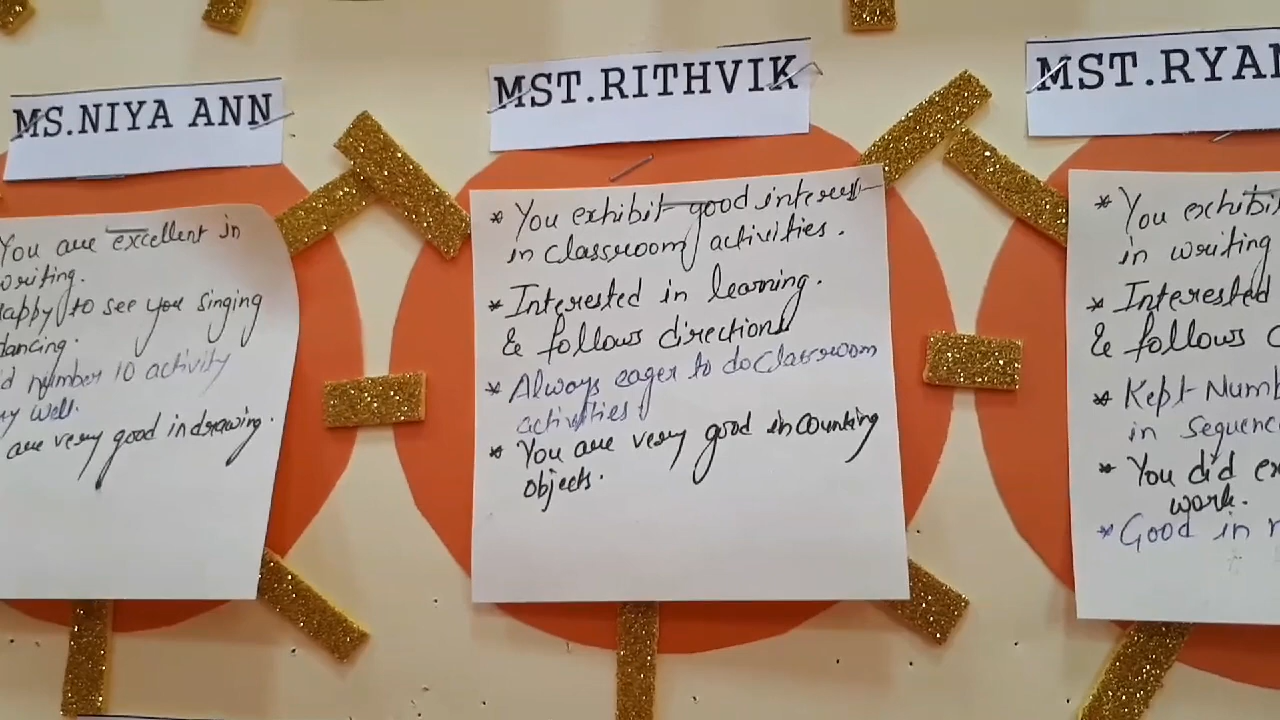 MS.NIYA ANN
You are excellent in
writing.
to see you singing
dancing.
number 10 activity
well.
are very good in drawing.
MST.RITHVIK
* You exhibit good interest
in classroom activities.
* Interested in learning.
& follows directions
* Always eager to do classroom
activities.
* You are very good in counting
objects.
MST.RYAN
* You exhibit
in writing
* Interested
& follows
* Kept Numb
in sequence
* You did
work.
* Good in